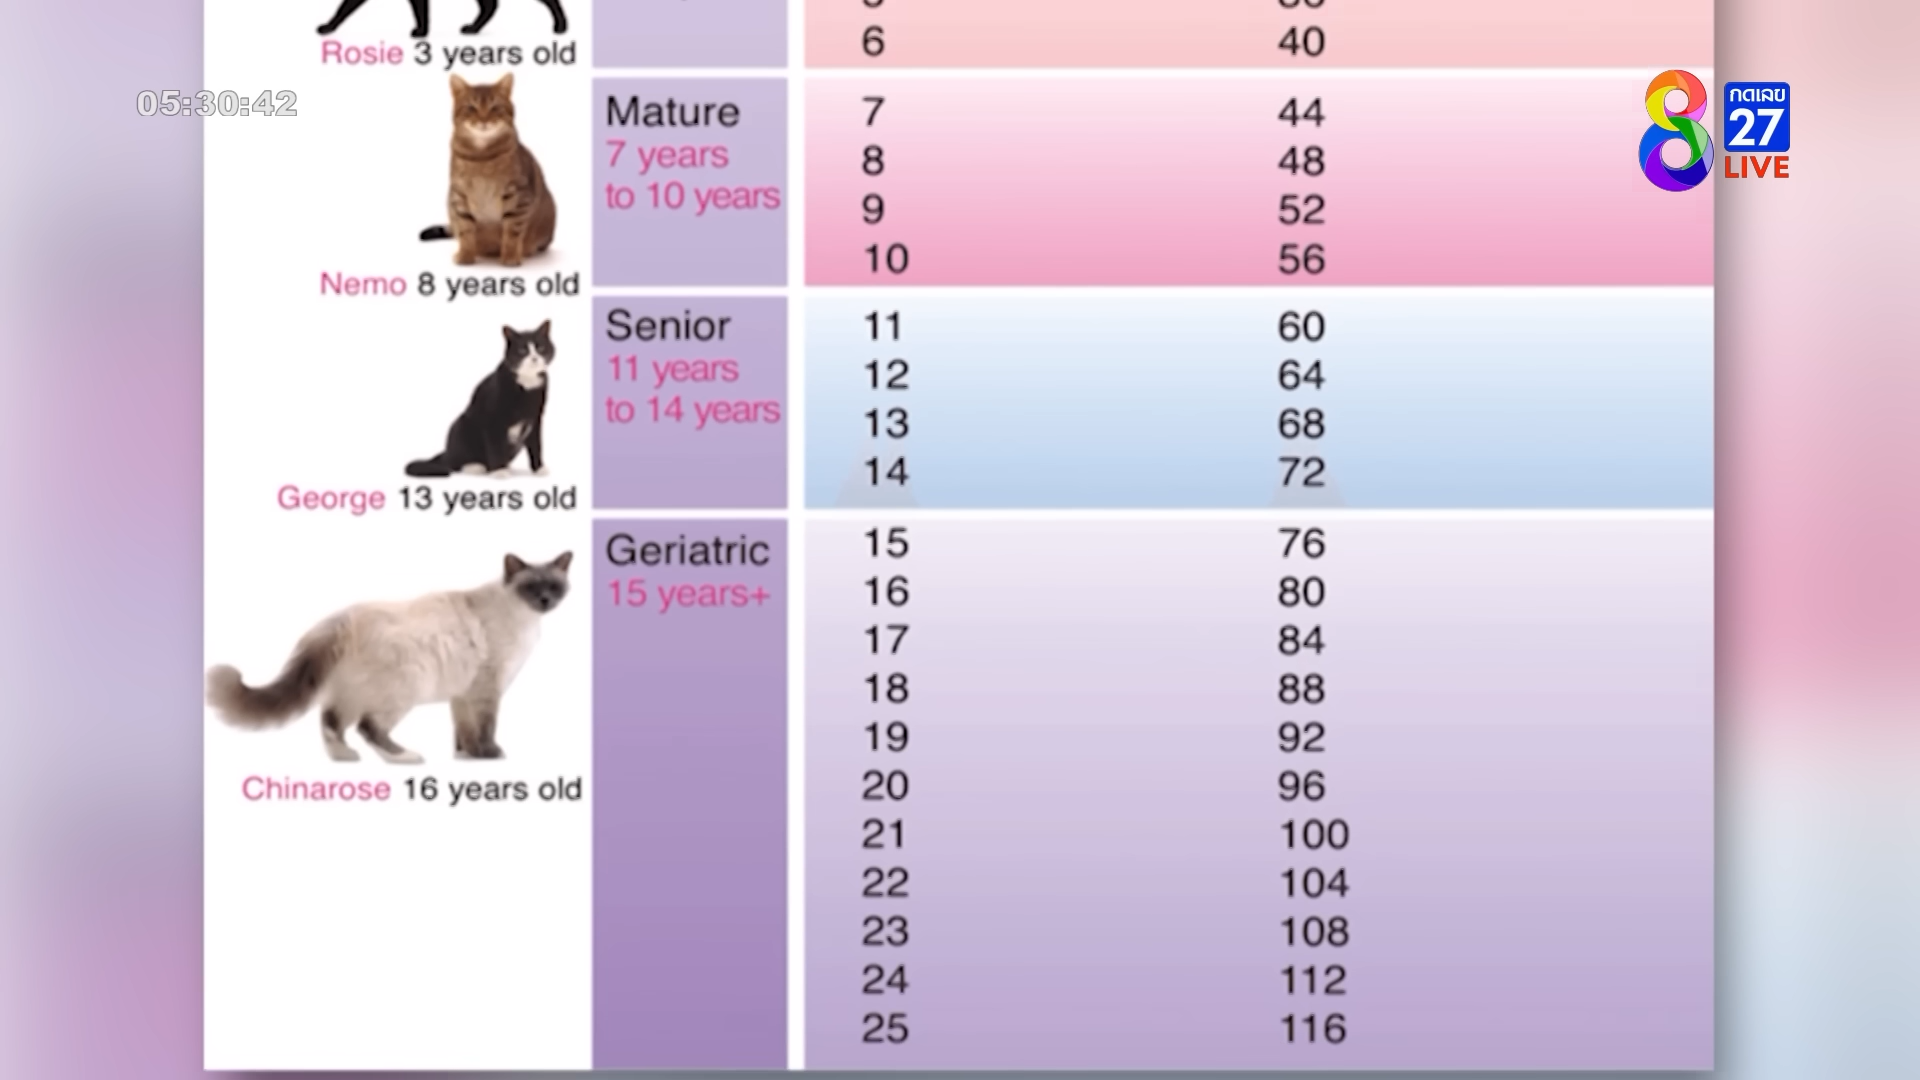 6 40
Rosie 3 years old
05:30:42
กดเลข
27
LIVE
Mature
7 years
to 10 years
7 44
8 48
9 52
10 56
Nemo 8 years old
Senior
11 years
to 14 years
11 60
12 64
13 68
14 72
George 13 years old
Geriatric
15 years+
15 76
16 80
17 84
18 88
19 92
20 96
21 100
22 104
23 108
24 112
25 116
Chinarose 16 years old
8